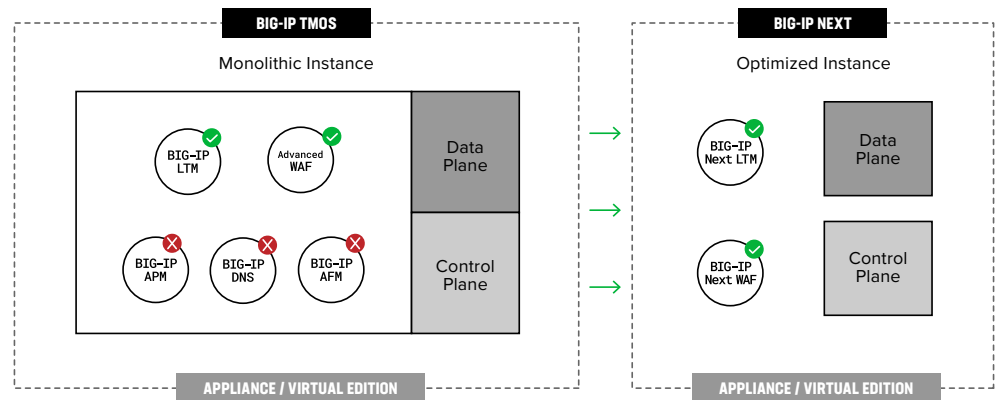 BIG-IP TMOS
Monolithic Instance
BIG-IP
LTM
Advanced
WAF
BIG-IP
APM
BIG-IP
DNS
BIG-IP
AFM
Data
Plane
Control
Plane
APPLIANCE / VIRTUAL EDITION
BIG-IP NEXT
Optimized Instance
BIG-IP
Next LTM
Data
Plane
BIG-IP
Next WAF
Control
Plane
APPLIANCE / VIRTUAL EDITION